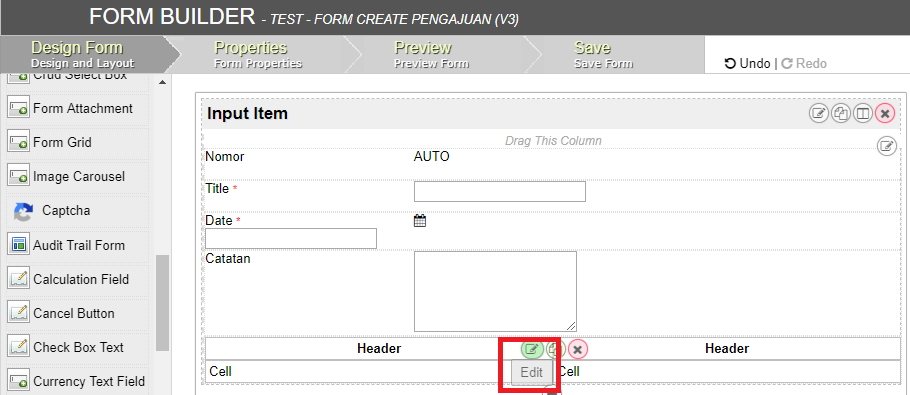 FORM BUILDER - TEST - FORM CREATE PENGAJUAN (V3)
Design Form
Design and Layout
Properties
Form Properties
Preview
Preview Form
Save
Save Form
Undo | Redo
Crud Select Box
Form Attachment
Form Grid
Image Carousel
Captcha
Audit Trail Form
Calculation Field
Cancel Button
Check Box Text
Currency Text Field
Input Item
Drag This Column
Nomor AUTO
Title *
Date *
Catatan
Header Header
Cell Edit Cell